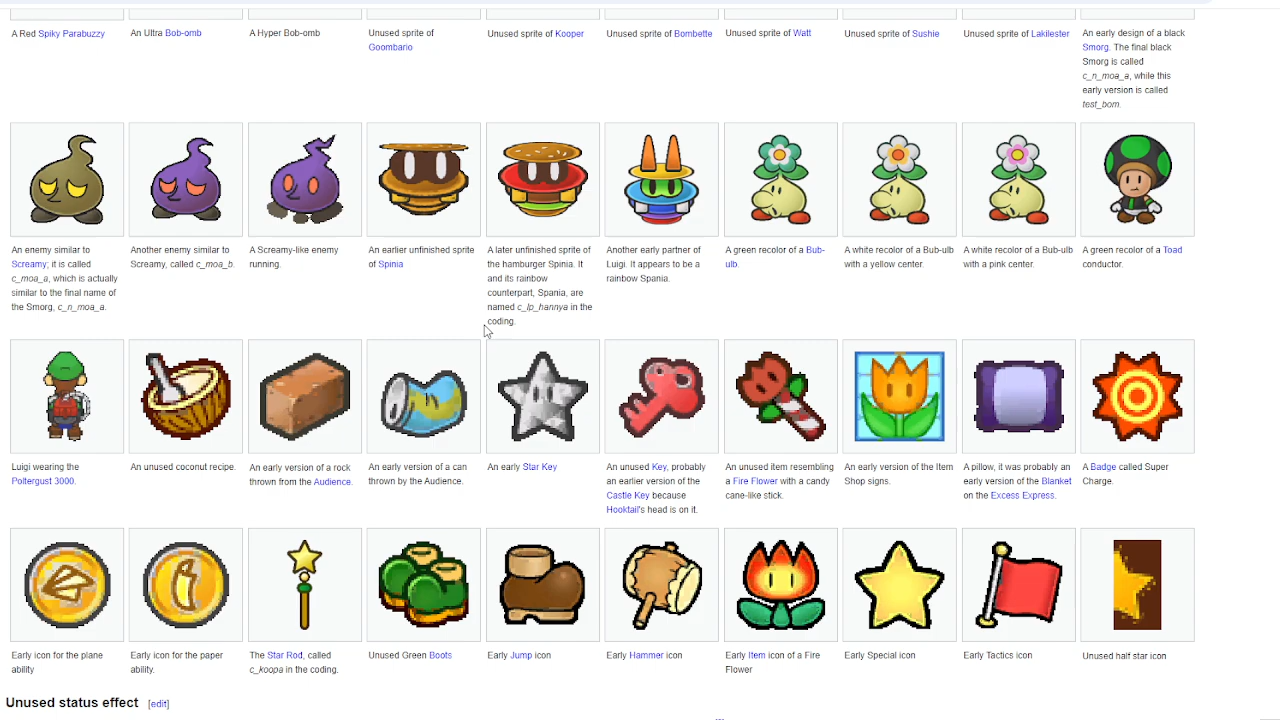 A Red Spiky Parabuzzy
An Ultra Bob-omb
A Hyper Bob-omb
Unused sprite of
Goombario
Unused sprite of Kooper
Unused sprite of Bombette
Unused sprite of Watt
Unused sprite of Sushie
Unused sprite of Lakilester
An early design of a black
Smorg. The final black
Smorg is called
c_n_moa_a, while this
early version is called
test_bom.
An enemy similar to
Screamy; it is called
c_moa_a, which is actually
similar to the final name of
the Smorg, c_n_moa_a.
Another enemy similar to
Screamy, called c_moa_b.
A Screamy-like enemy
running.
An earlier unfinished sprite
of Spinia
A later unfinished sprite of
the hamburger Spinia. It
and its rainbow
counterpart, Spania, are
named c_lp_hannya in the
coding.
Another early partner of
Luigi. It appears to be a
rainbow Spania.
A green recolor of a Bub-
ulb.
A white recolor of a Bub-ulb
with a yellow center.
A white recolor of a Bub-ulb
with a pink center.
A green recolor of a Toad
conductor.
Luigi wearing the
Poltergust 3000.
An unused coconut recipe.
An early version of a rock
thrown from the Audience.
An early version of a can
thrown by the Audience.
An early Star Key
An unused Key, probably
an earlier version of the
Castle Key because
Hooktail's head is on it.
An unused item resembling
a Fire Flower with a candy
cane-like stick.
An early version of the Item
Shop signs.
A pillow, it was probably an
early version of the Blanket
on the Excess Express.
A Badge called Super
Charge.
Early icon for the plane
ability
Early icon for the paper
ability.
The Star Rod, called
c_koopa in the coding.
Unused Green Boots
Early Jump icon
Early Hammer icon
Early Item icon of a Fire
Flower
Early Special icon
Early Tactics icon
Unused half star icon
Unused status effect [edit]